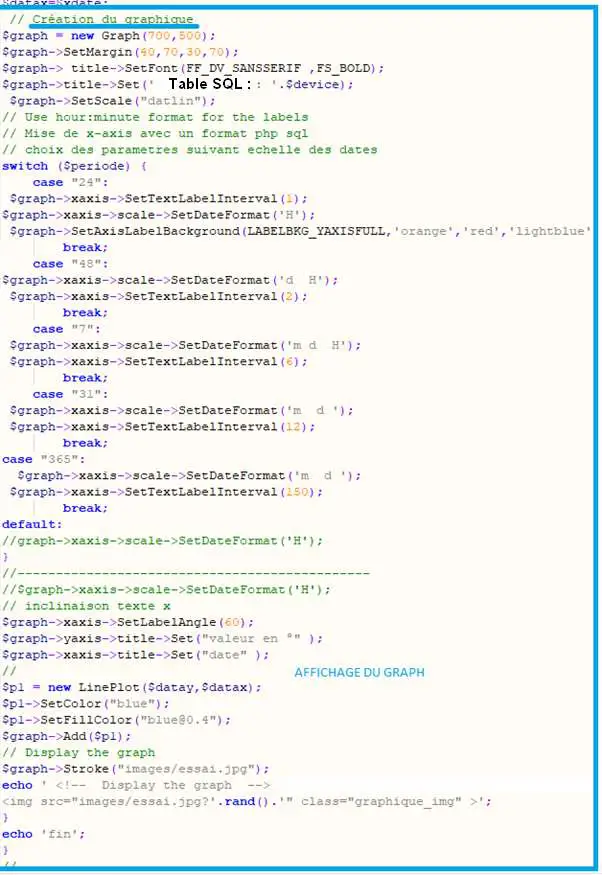 $datax=$xdate;
// Création du graphique
$graph = new Graph(700,500);
$graph->SetMargin(40,70,30,70);
$graph-> title->SetFont(FF_DV_SANSSERIF ,FS_BOLD);
$graph->title->Set(' Table SQL : : '.$device);
$graph->SetScale("datlin");
// Use hour:minute format for the labels
// Mise de x-axis avec un format php sql
// choix des parametres suivant echelle des dates
switch ($periode) {
case "24":
$graph->xaxis->SetTextLabelInterval(1);
$graph->xaxis->scale->SetDateFormat('H');
$graph->SetAxisLabelBackground(LABELBKG_YAXISFULL,'orange','red','lightblue'
break;
case "48":
$graph->xaxis->scale->SetDateFormat('d  H');
$graph->xaxis->SetTextLabelInterval(2);
break;
case "7":
$graph->xaxis->scale->SetDateFormat('m d  H');
$graph->xaxis->SetTextLabelInterval(6);
break;
case "31":
$graph->xaxis->scale->SetDateFormat('m  d ');
$graph->xaxis->SetTextLabelInterval(12);
break;
case "365":
$graph->xaxis->scale->SetDateFormat('m  d ');
$graph->xaxis->SetTextLabelInterval(150);
break;
default:
//graph->xaxis->scale->SetDateFormat('H');
}
//----------------------------------------------
//$graph->xaxis->scale->SetDateFormat('H');
// inclinaison texte x
$graph->xaxis->SetLabelAngle(60);
$graph->yaxis->title->Set("valeur en °" );
$graph->xaxis->title->Set("date" );
//
AFFICHAGE DU GRAPH
$p1 = new LinePlot($datay,$datax);
$p1->SetColor("blue");
$p1->SetFillColor("blue@0.4");
$graph->Add($p1);
// Display the graph
$graph->Stroke("images/essai.jpg");
echo ' <!--  Display the graph  -->
<img src="images/essai.jpg?'.rand().'" class="graphique_img" >';
}
echo 'fin';
}
//